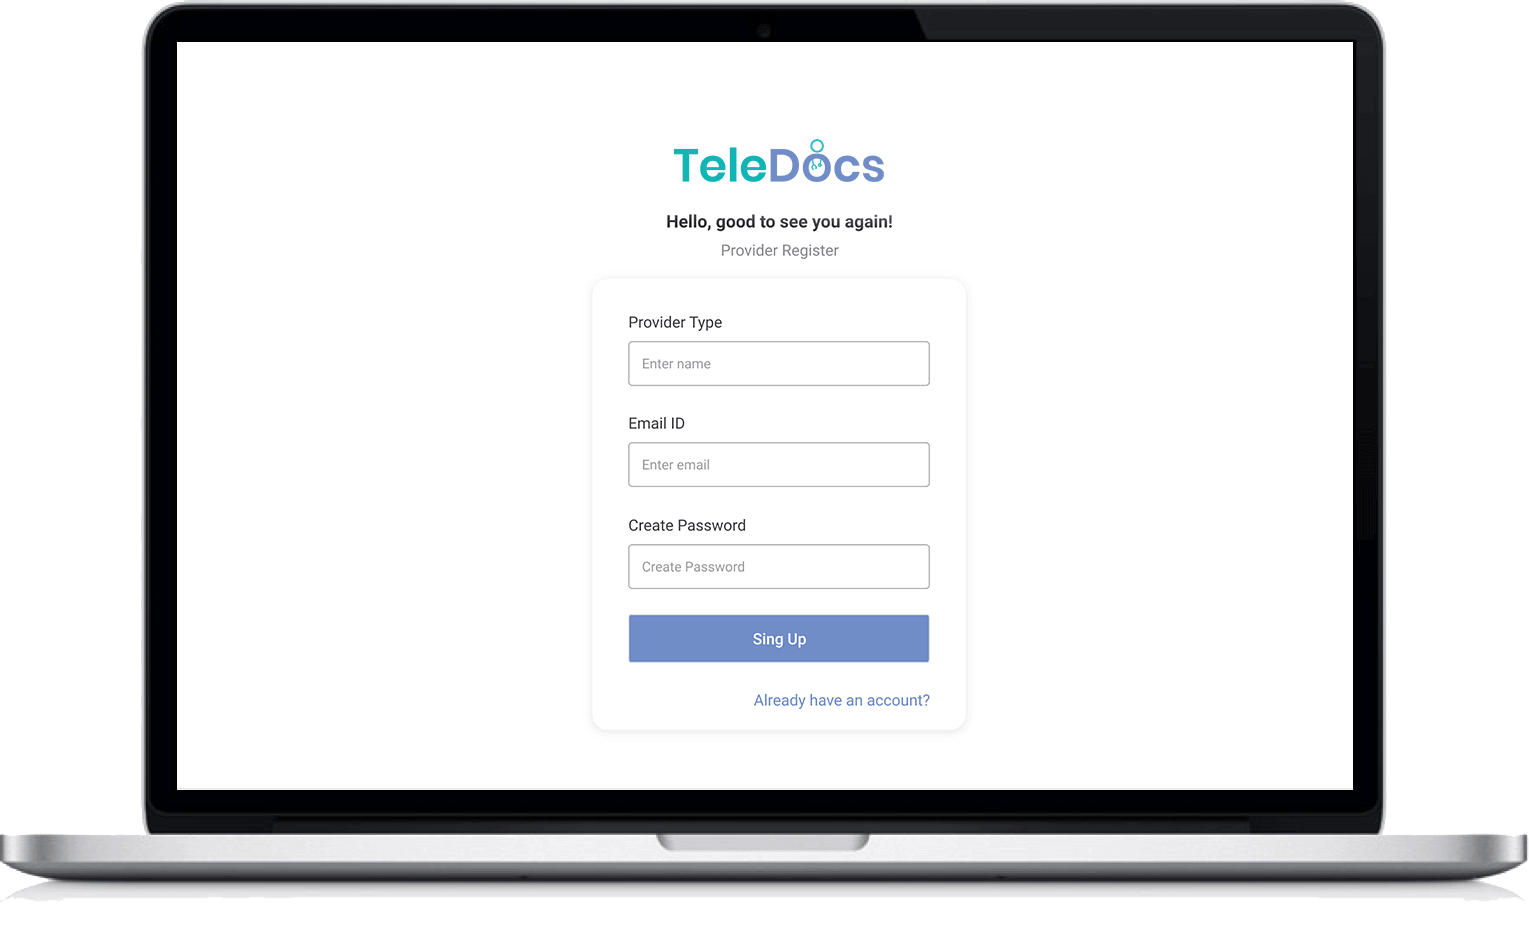 TeleDocs
Hello, good to see you again!
Provider Register
Provider Type
Enter name
Email ID
Enter email
Create Password
Create Password
Sing Up
Already have an account?